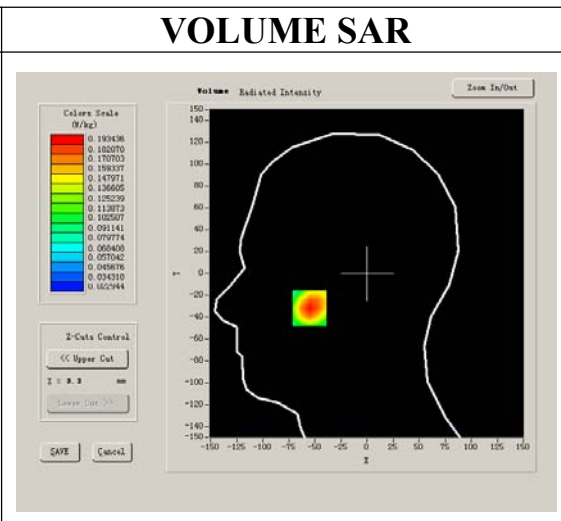 VOLUME SAR
Volume Radiated Intensity
Zoom In/Out
Colors Scale
(W/kg)
0.193436
0.182070
0.170703
0.159337
0.147971
0.136605
0.125239
0.113873
0.102507
0.091141
0.079774
0.068408
0.057042
0.045676
0.034310
0.022944
Z-Cuts Control
<< Upper Cut
mm
Lower Cut >>
SAVE
Cancel
150
140
120
100
80
60
40
20
0
-20
-40
-60
-80
-100
-120
-140
-150
Y
-150 -125 -100 -75 -50 -25 0 25 50 75 100 125 150
X